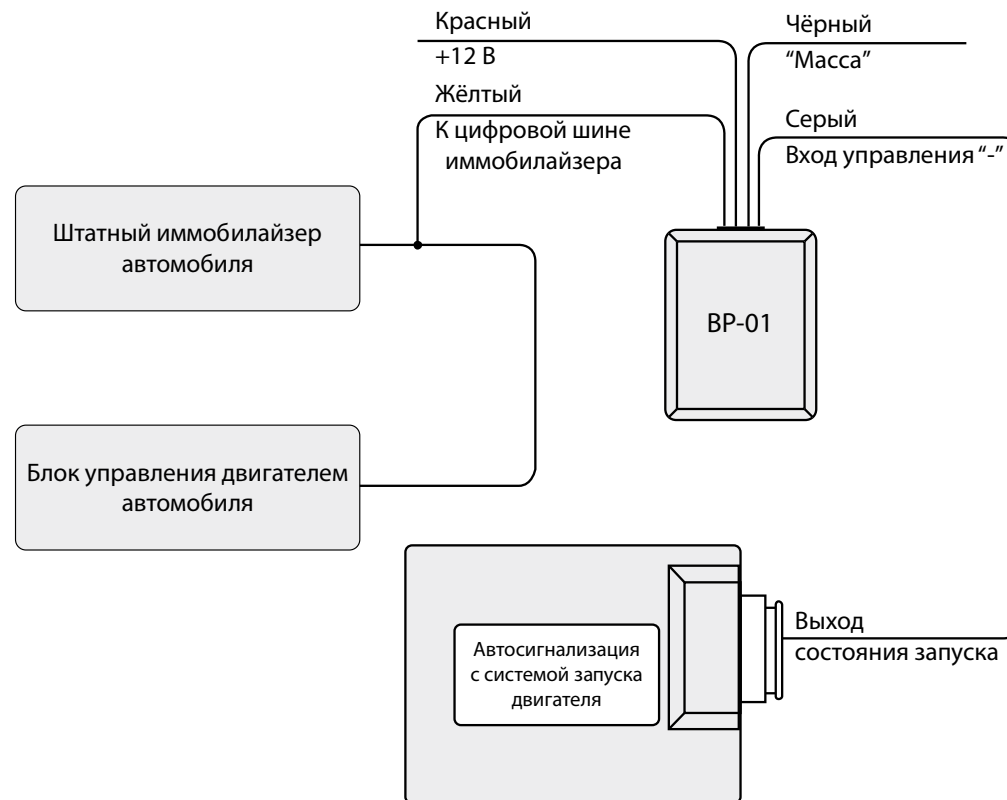 Красный
+12 В
Жёлтый
К цифровой шине
иммобилайзера
Чёрный
“Масса”
Серый
Вход управления “-”
Штатный иммобилайзер
автомобиля
BP-01
Блок управления двигателем
автомобиля
Автосигнализация
с системой запуска
двигателя
Выход
состояния запуска